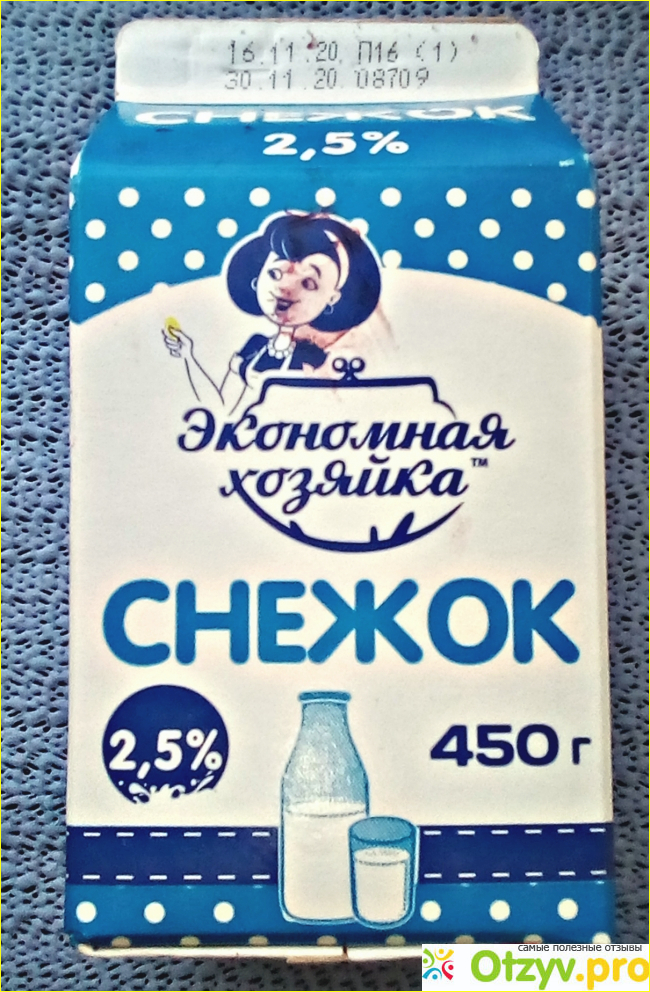 16.11.20 П16 (1)
30.11.20 08709
СНЕЖОК
2,5%
Экономная
хозяйка™
СНЕЖОК
2,5%
450 г
самые полезные отзывы
Otzyv.pro